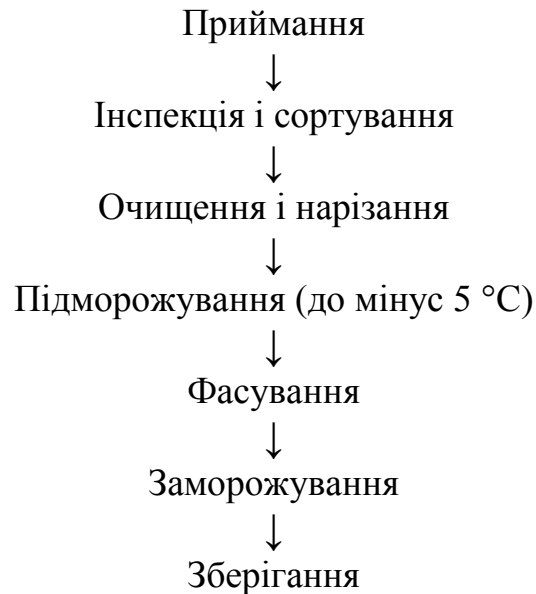 Приймання
↓
Інспекція і сортування
↓
Очищення і нарізання
↓
Підморожування (до мінус 5 °С)
↓
Фасування
↓
Заморожування
↓
Зберігання